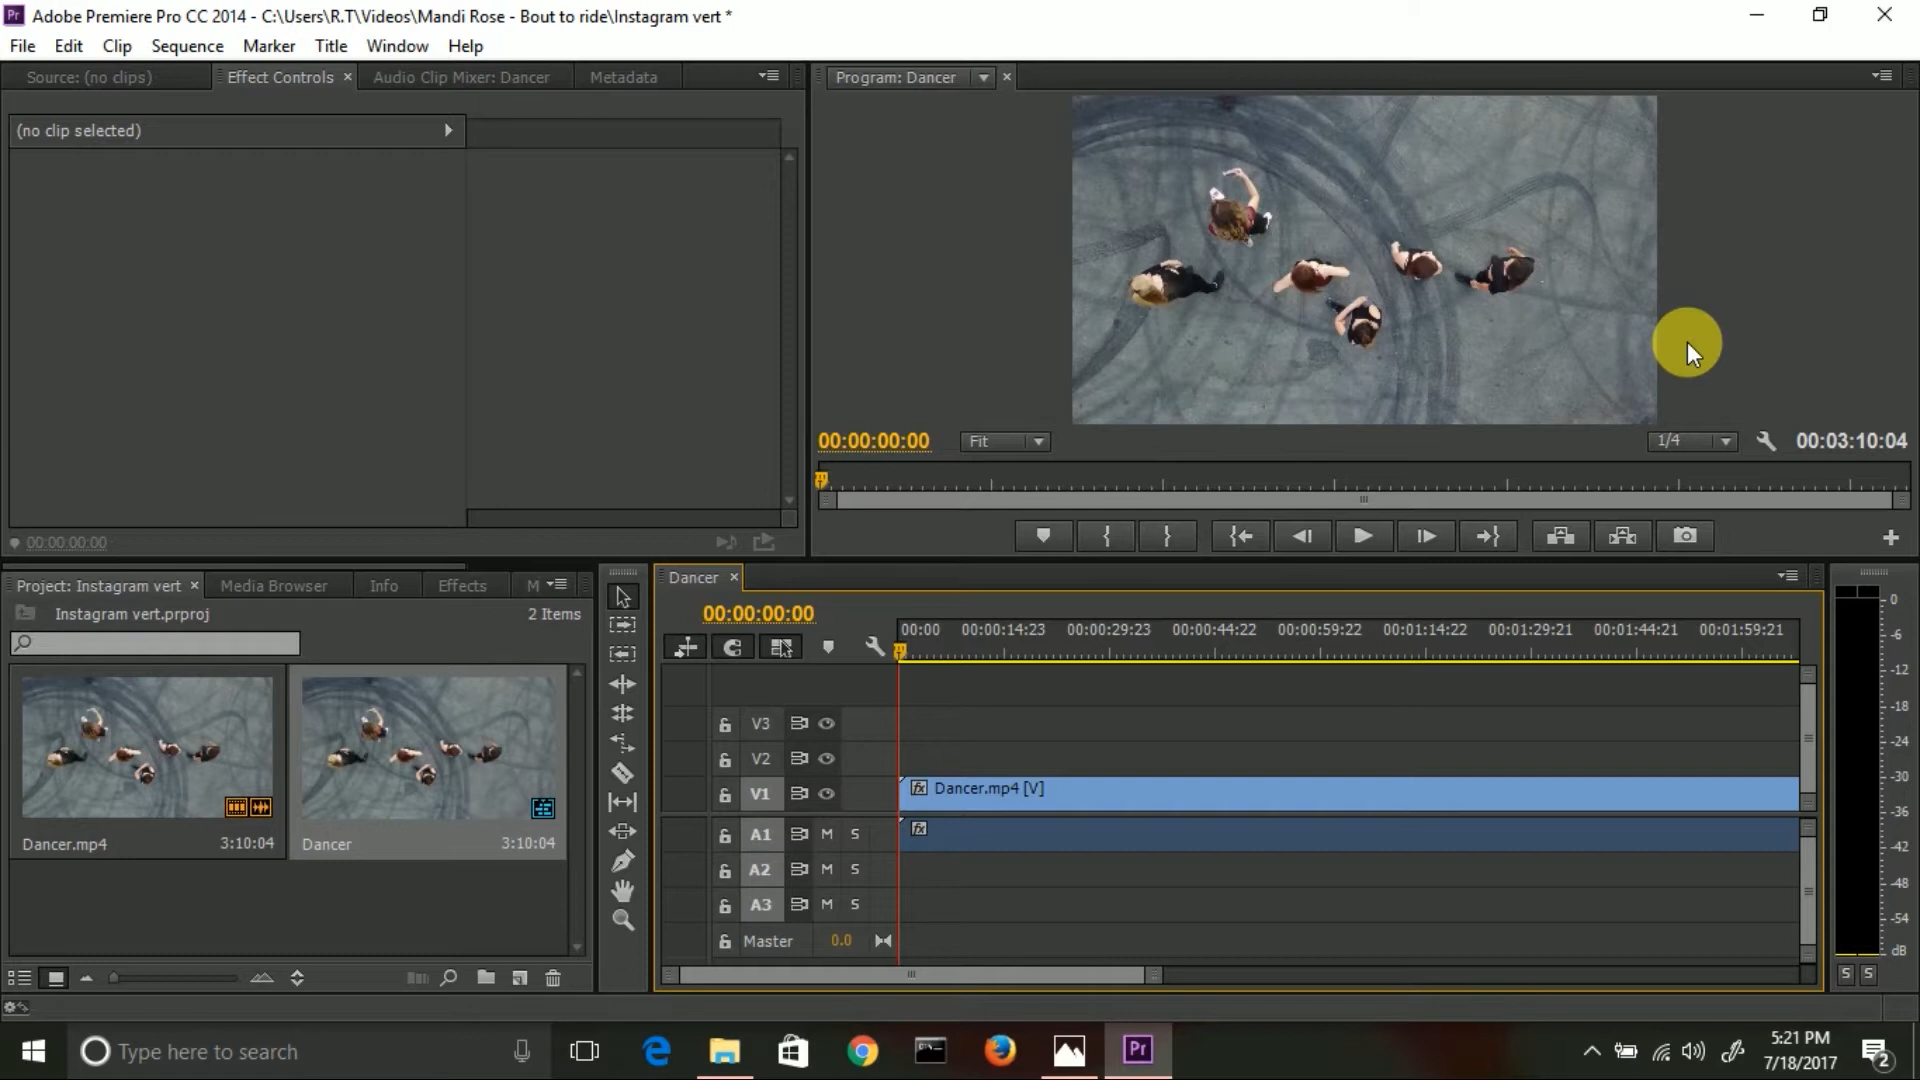 Adobe Premiere Pro CC 2014 - C:\Users\R.T\Videos\Mandi Rose - Bout to ride\Instagram vert *
File Edit Clip Sequence Marker Title Window Help
Source: (no clips) Effect Controls × Audio Clip Mixer: Dancer Metadata
Program: Dancer ×
(no clip selected)
00:00:00:00 Fit 1/4 00:03:10:04
00:00:00:00
Project: Instagram vert × Media Browser Info Effects M
Instagram vert.prproj 2 Items
Dancer.mp4 3:10:04
Dancer 3:10:04
Dancer ×
00:00:00:00
00:00 00:00:14:23 00:00:29:23 00:00:44:22 00:00:59:22 00:01:14:22 00:01:29:21 00:01:44:21 00:01:59:21
V3
V2
V1 fx Dancer.mp4 [V]
A1 M S fx
A2 M S
A3 M S
Master 0.0
0
-6
-12
-18
-24
-30
-36
-42
-48
-54
dB
S S
Type here to search
Pr
5:21 PM
7/18/2017
2